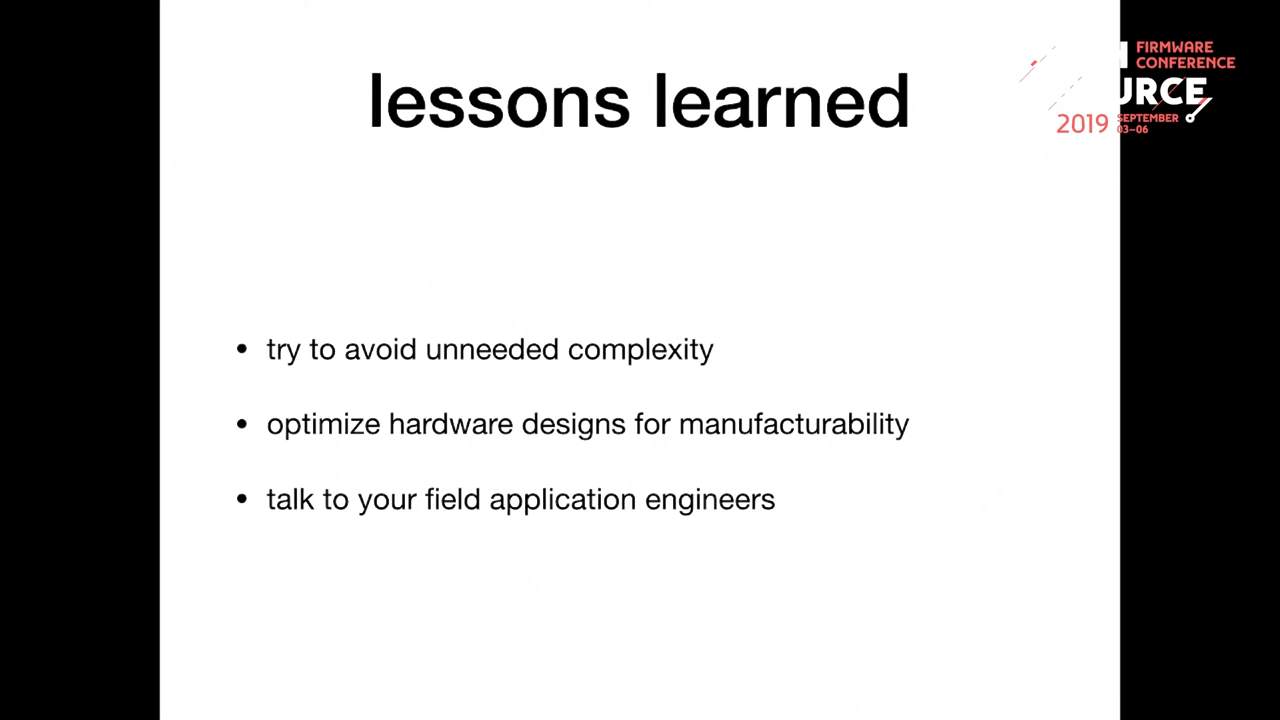 lessons learned
FIRMWARE
CONFERENCE
URCE
2019 SEPTEMBER
03–06
• try to avoid unneeded complexity
• optimize hardware designs for manufacturability
• talk to your field application engineers